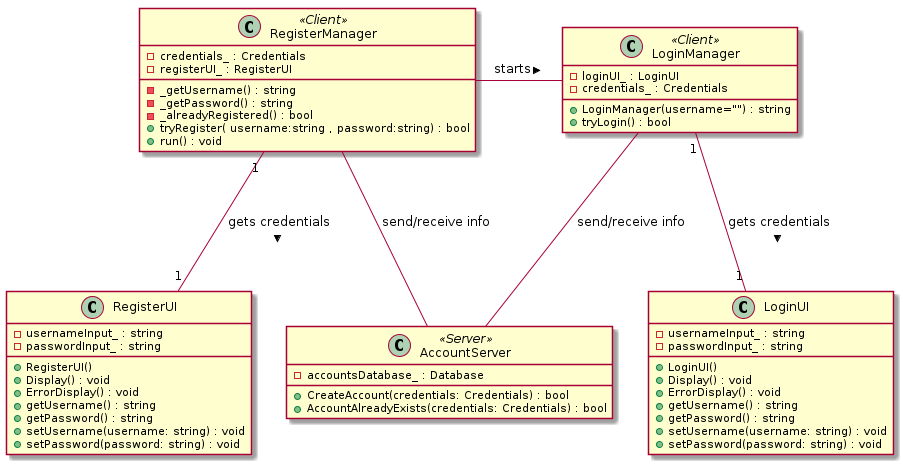 C
«Client»
RegisterManager
credentials_ : Credentials
registerUI_ : RegisterUI
_getUsername() : string
_getPassword() : string
_alreadyRegistered() : bool
tryRegister( username:string , password:string) : bool
run() : void
starts
C
«Client»
LoginManager
loginUI_ : LoginUI
credentials_ : Credentials
LoginManager(username="") : string
tryLogin() : bool
1
gets credentials
1
send/receive info
send/receive info
1
gets credentials
1
C
RegisterUI
usernameInput_ : string
passwordInput_ : string
RegisterUI()
Display() : void
ErrorDisplay() : void
getUsername() : string
getPassword() : string
setUsername(username: string) : void
setPassword(password: string) : void
C
«Server»
AccountServer
accountsDatabase_ : Database
CreateAccount(credentials: Credentials) : bool
AccountAlreadyExists(credentials: Credentials) : bool
C
LoginUI
usernameInput_ : string
passwordInput_ : string
LoginUI()
Display() : void
ErrorDisplay() : void
getUsername() : string
getPassword() : string
setUsername(username: string) : void
setPassword(password: string) : void